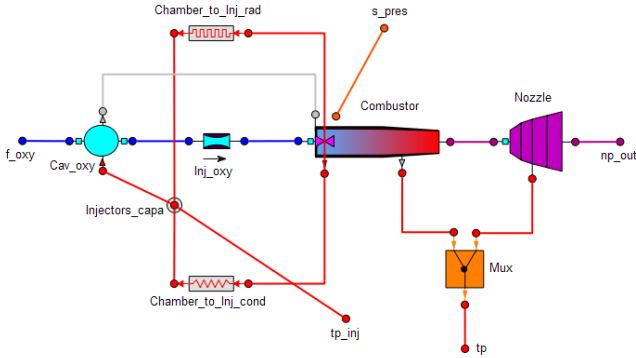 Chamber_to_Inj_rad
s_pres
Combustor
Nozzle
f_oxy
Cav_oxy
Inj_oxy
np_out
Injectors_capa
Mux
Chamber_to_Inj_cond
tp_inj
tp